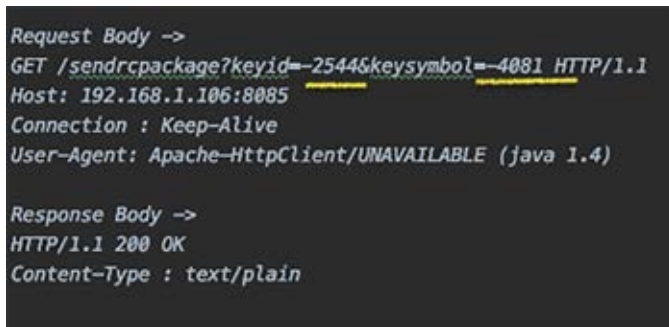 Request Body ->
GET /sendrcpackage?keyid=-2544&keysymbol=-4081 HTTP/1.1
Host: 192.168.1.106:8085
Connection : Keep-Alive
User-Agent: Apache-HttpClient/UNAVAILABLE (java 1.4)
Response Body ->
HTTP/1.1 200 OK
Content-Type : text/plain